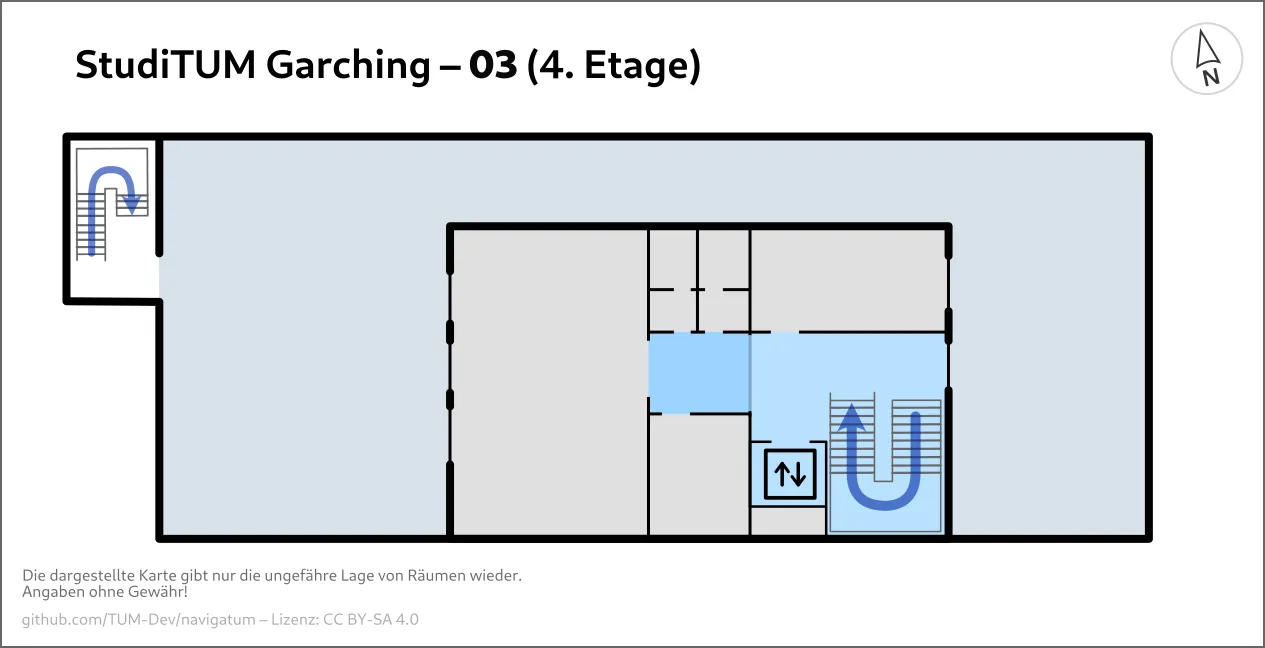 StudiTUM Garching – 03 (4. Etage)
N
Die dargestellte Karte gibt nur die ungefähre Lage von Räumen wieder.
Angaben ohne Gewähr!
github.com/TUM-Dev/navigatum – Lizenz: CC BY-SA 4.0